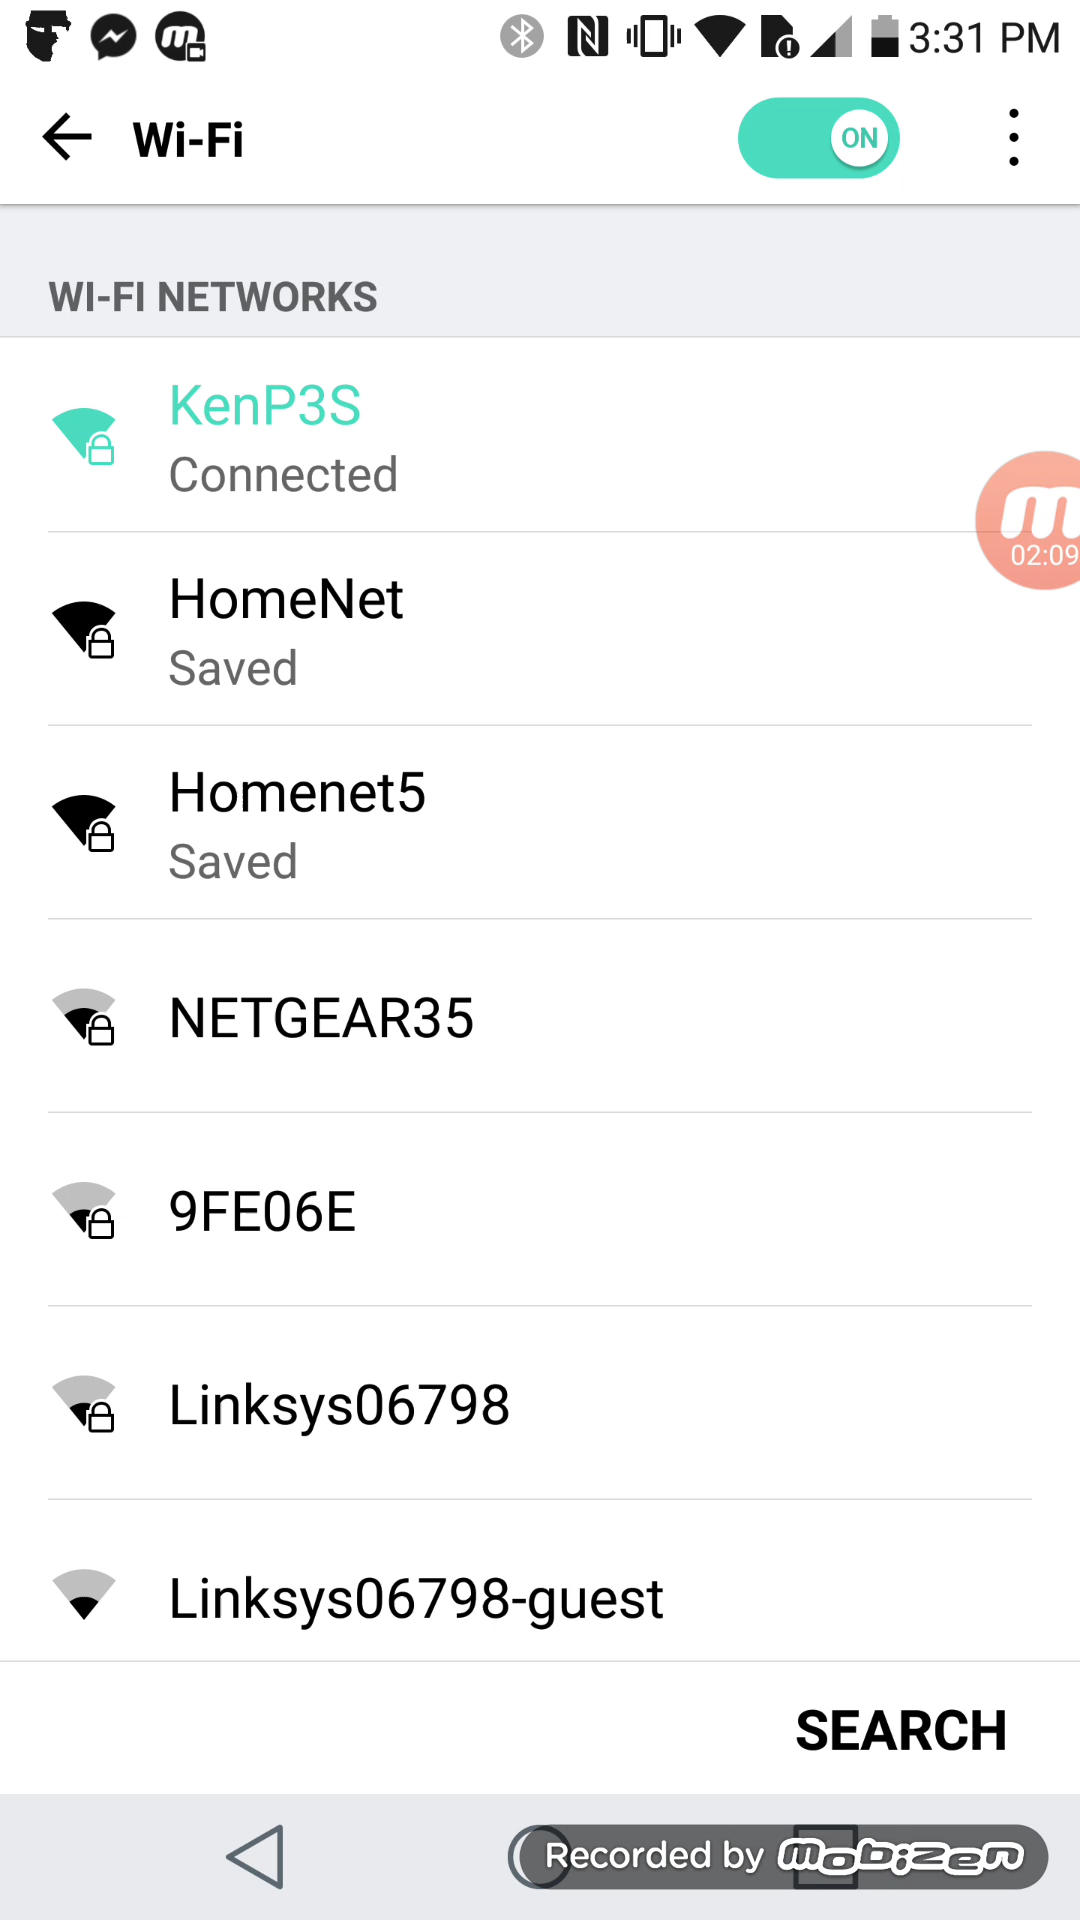 3:31 PM
Wi-Fi
ON
WI-FI NETWORKS
KenP3S
Connected
02:09
HomeNet
Saved
Homenet5
Saved
NETGEAR35
9FE06E
Linksys06798
Linksys06798-guest
SEARCH
Recorded by mobizen